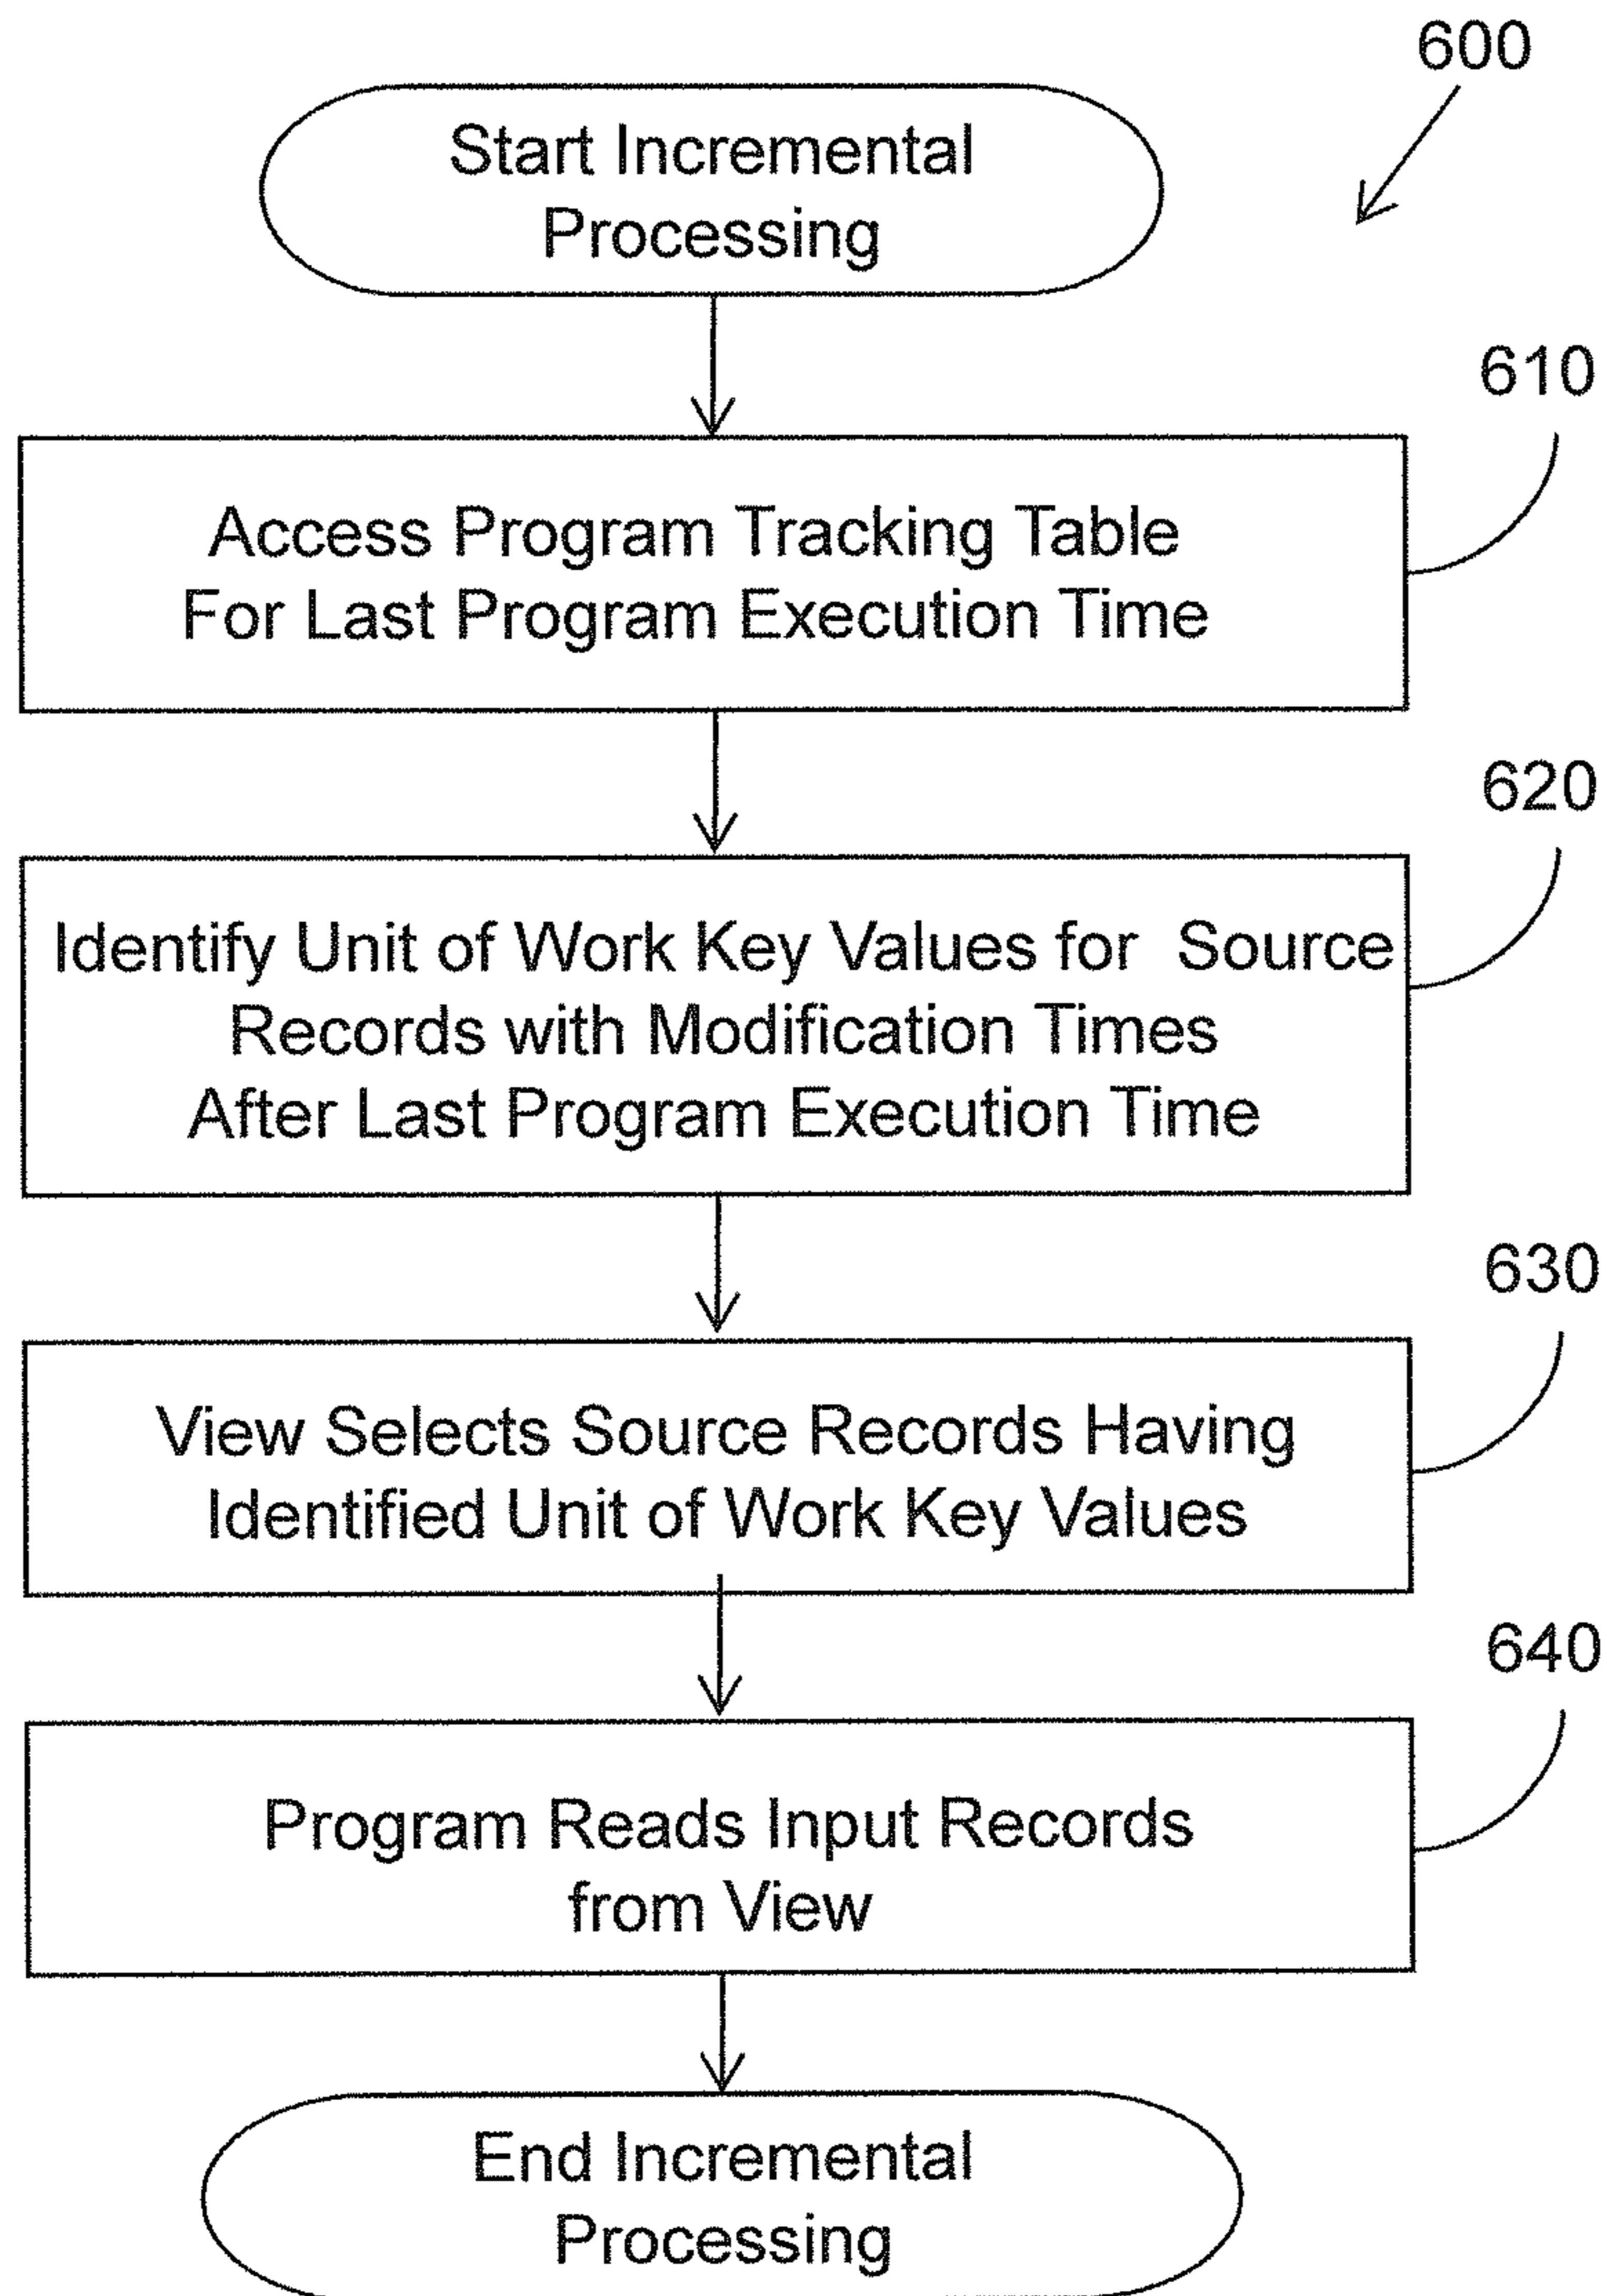 600
Start Incremental
Processing
610
Access Program Tracking Table
For Last Program Execution Time
620
Identify Unit of Work Key Values for Source
Records with Modification Times
After Last Program Execution Time
630
View Selects Source Records Having
Identified Unit of Work Key Values
640
Program Reads Input Records
from View
End Incremental
Processing